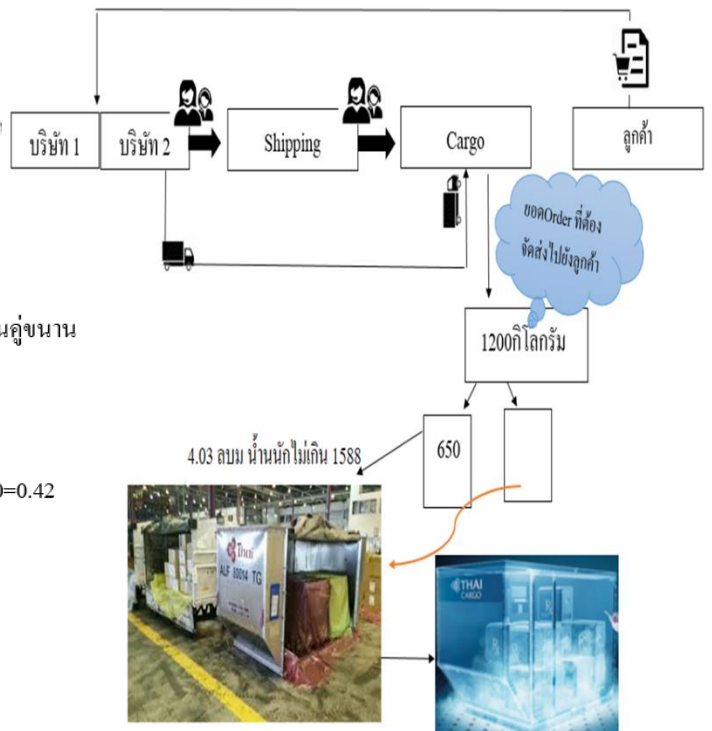 บริษัท 1
บริษัท 2
Shipping
Cargo
ลูกค้า
ยอดOrder ที่ต้อง
จัดส่งไปยังลูกค้า
นคู่ขนาน
1200กิโลกรัม
650
4.03 ลบม น้ำนนักไม่เกิน 1588
=0.42
Thai
ALF 80014 TG
THAI
CARGO